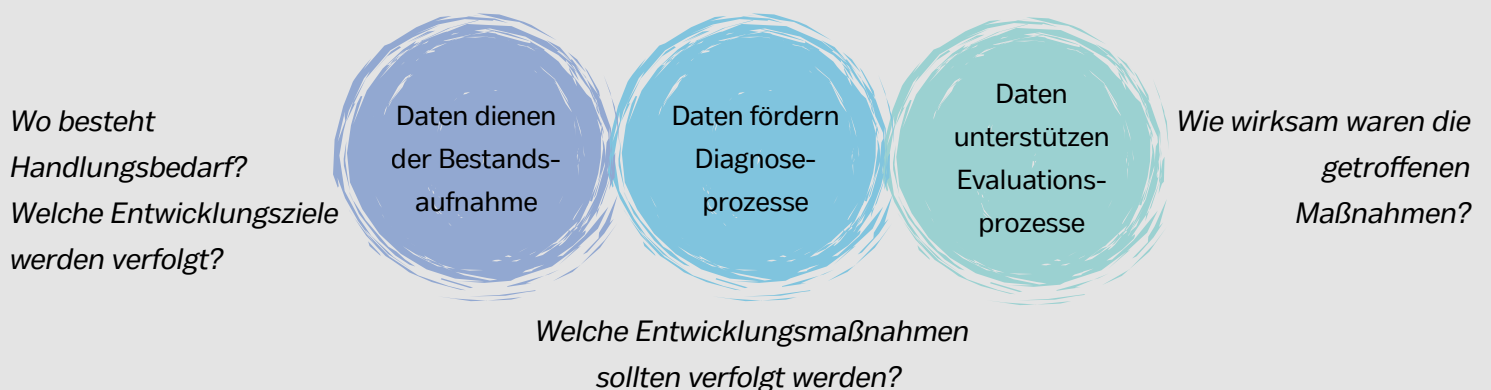 Wo besteht
Handlungsbedarf?
Welche Entwicklungsziele
werden verfolgt?
Daten dienen
der Bestands-
aufnahme
Daten fördern
Diagnose-
prozesse
Daten
unterstützen
Evaluations-
prozesse
Wie wirksam waren die
getroffenen
Maßnahmen?
Welche Entwicklungsmaßnahmen
sollten verfolgt werden?